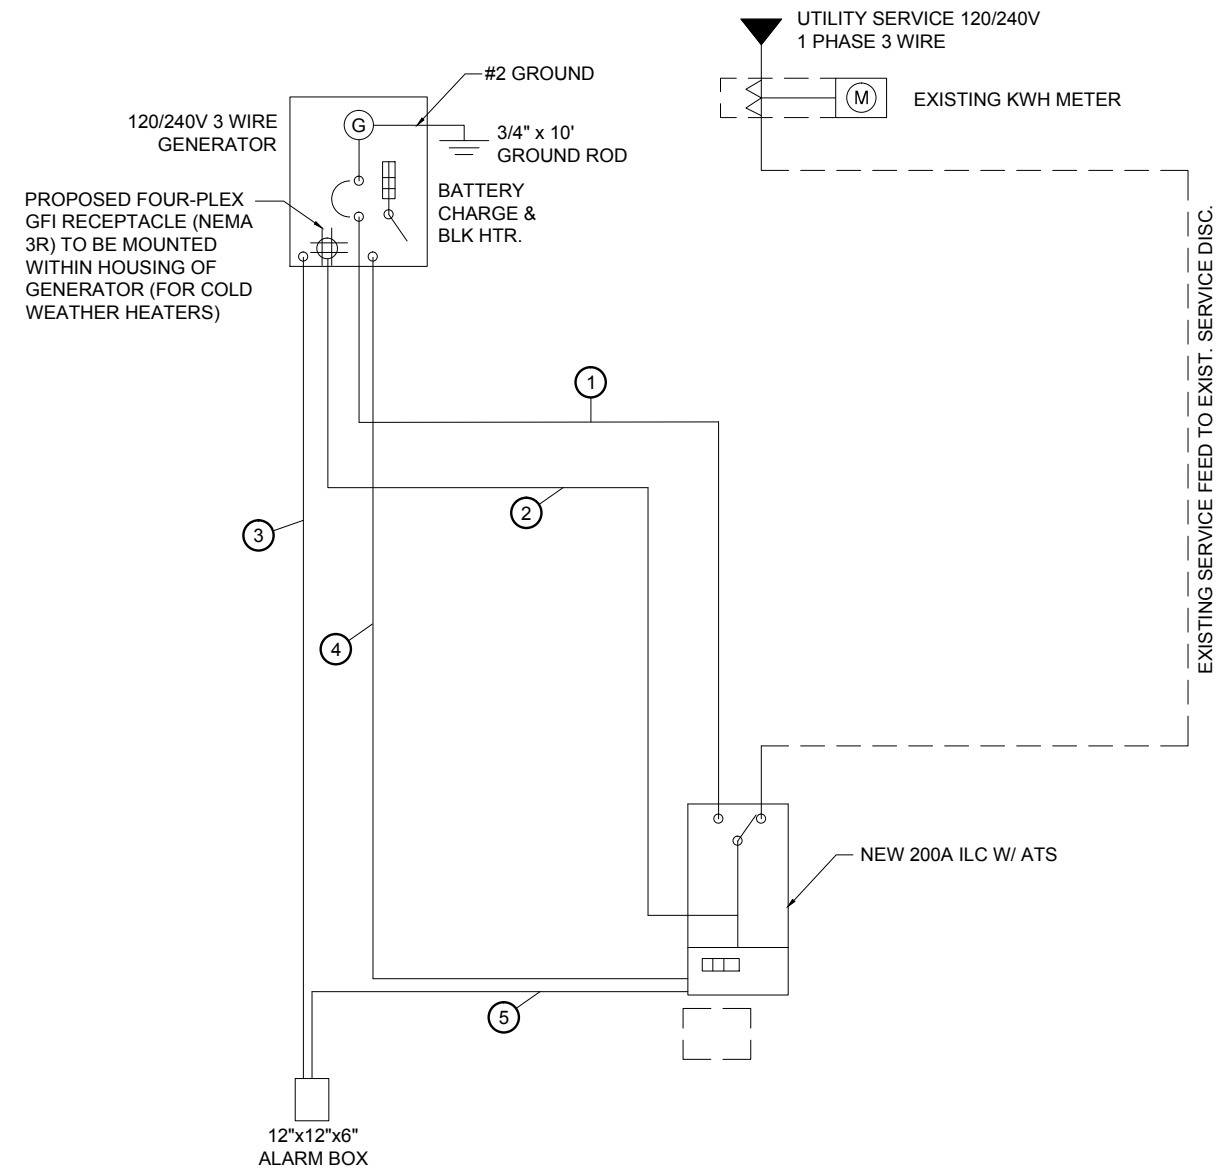 UTILITY SERVICE 120/240V
1 PHASE 3 WIRE
M
EXISTING KWH METER
#2 GROUND
120/240V 3 WIRE
GENERATOR
G
3/4" x 10'
GROUND ROD
BATTERY
CHARGE &
BLK HTR.
PROPOSED FOUR-PLEX
GFI RECEPTACLE (NEMA
3R) TO BE MOUNTED
WITHIN HOUSING OF
GENERATOR (FOR COLD
WEATHER HEATERS)
EXISTING SERVICE FEED TO EXIST. SERVICE DISC.
1
2
3
4
NEW 200A ILC W/ ATS
5
12"x12"x6"
ALARM BOX